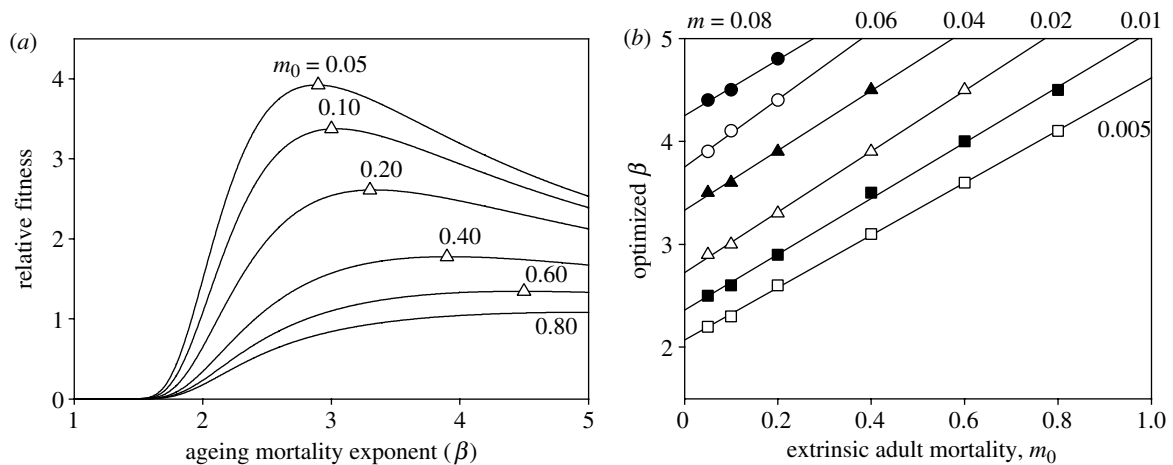 (a)
4
3
2
1
0
relative fitness
m0 = 0.05
0.10
0.20
0.40
0.60
0.80
1 2 3 4 5
ageing mortality exponent (β)
(b) m = 0.08 0.06 0.04 0.02 0.01
5
4
3
2
optimized β
0.005
0 0.2 0.4 0.6 0.8 1.0
extrinsic adult mortality, m0